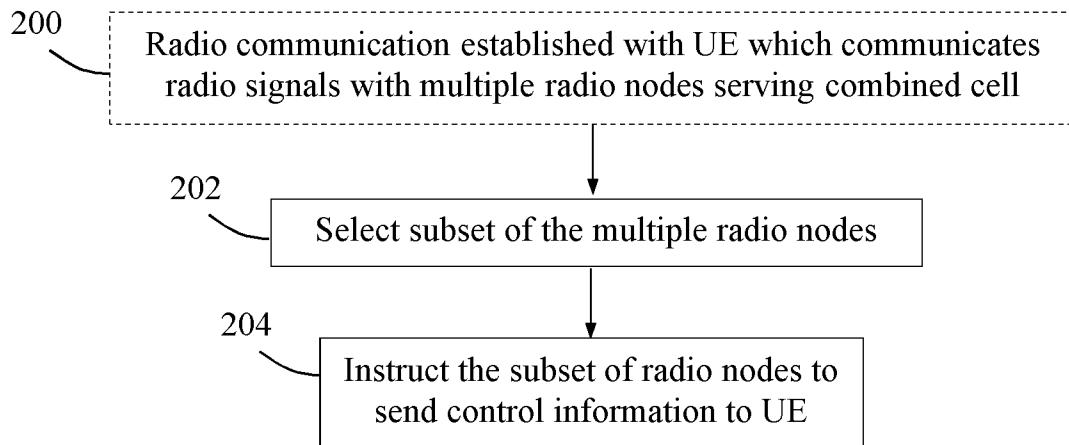 200
Radio communication established with UE which communicates
radio signals with multiple radio nodes serving combined cell
202
Select subset of the multiple radio nodes
204
Instruct the subset of radio nodes to
send control information to UE